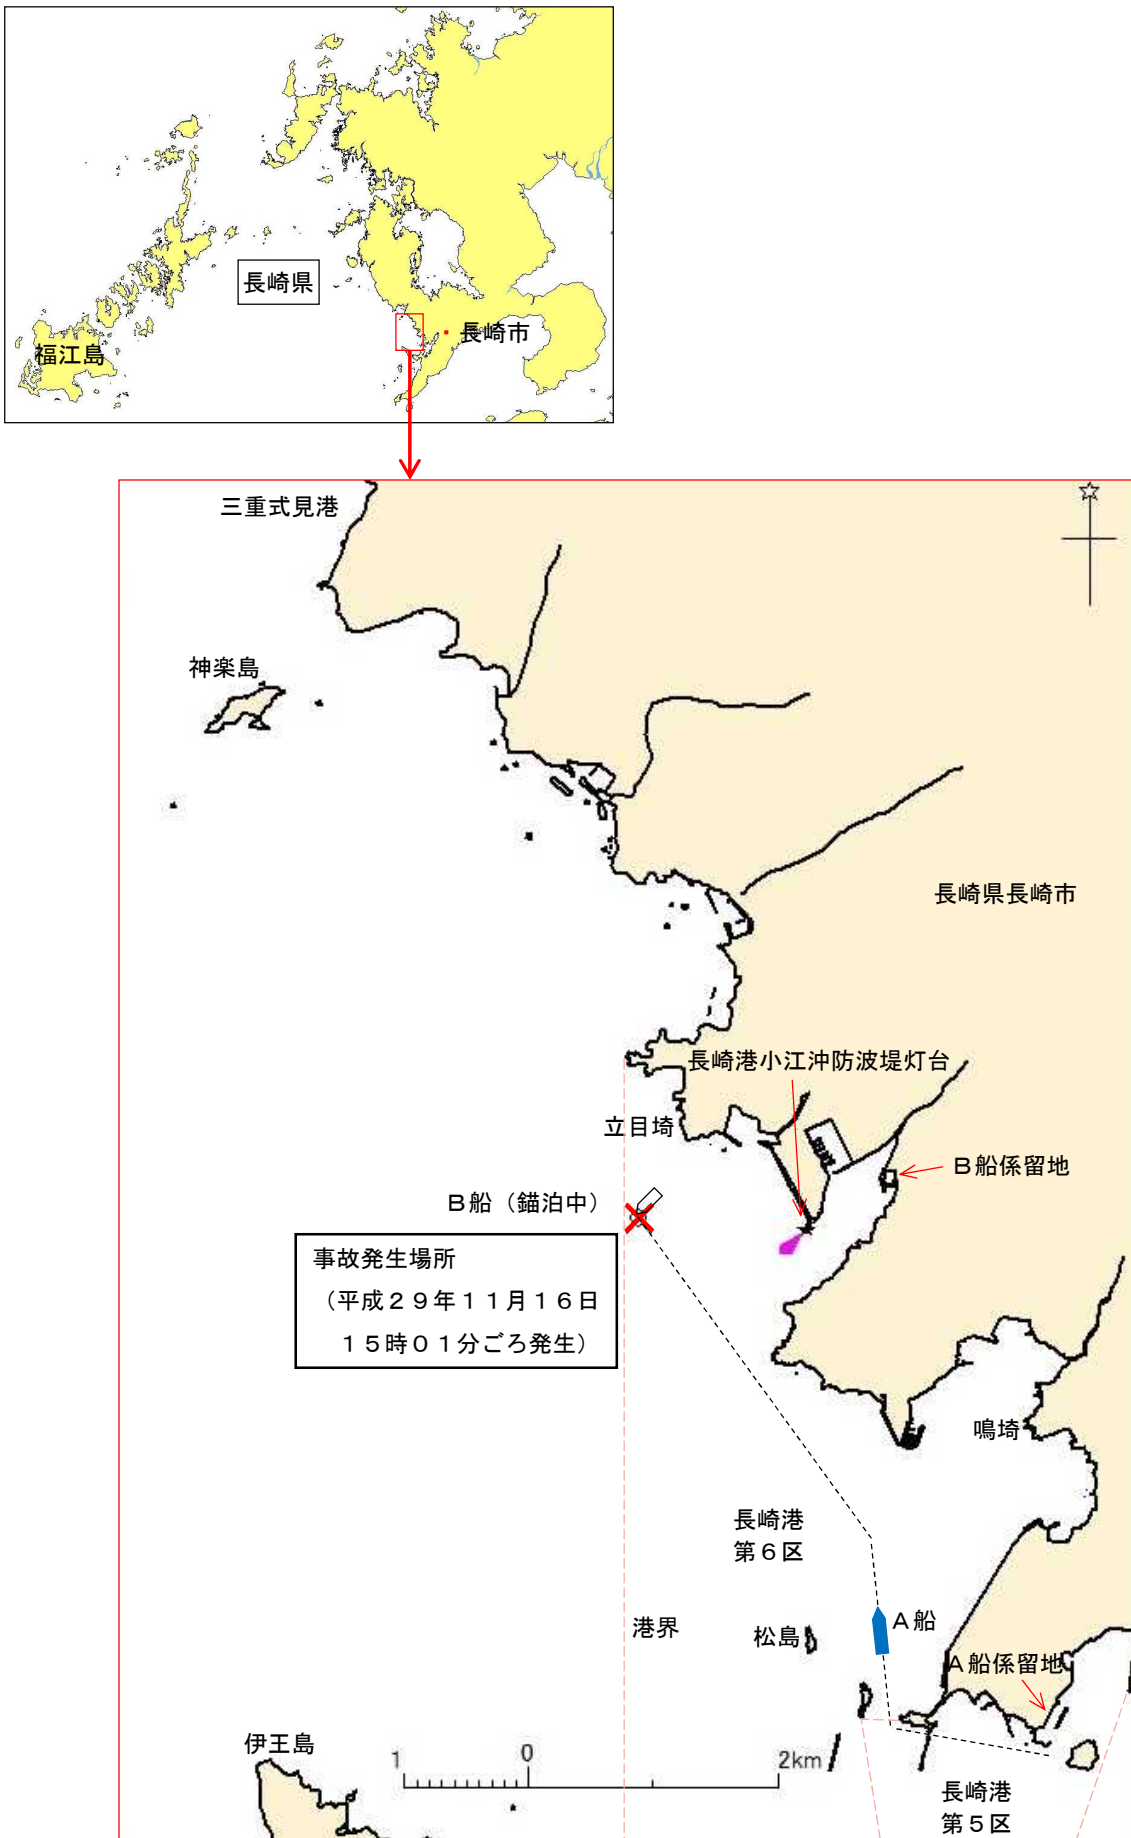 長崎県
長崎市
福江島
三重式見港
神楽島
長崎県長崎市
長崎港小江沖防波堤灯台
立目埼
B船係留地
B船（錨泊中）
事故発生場所
（平成２９年１１月１６日
１５時０１分ごろ発生）
鳴埼
長崎港
第６区
A船
港界
松島
A船係留地
伊王島
1 0 2km
長崎港
第５区